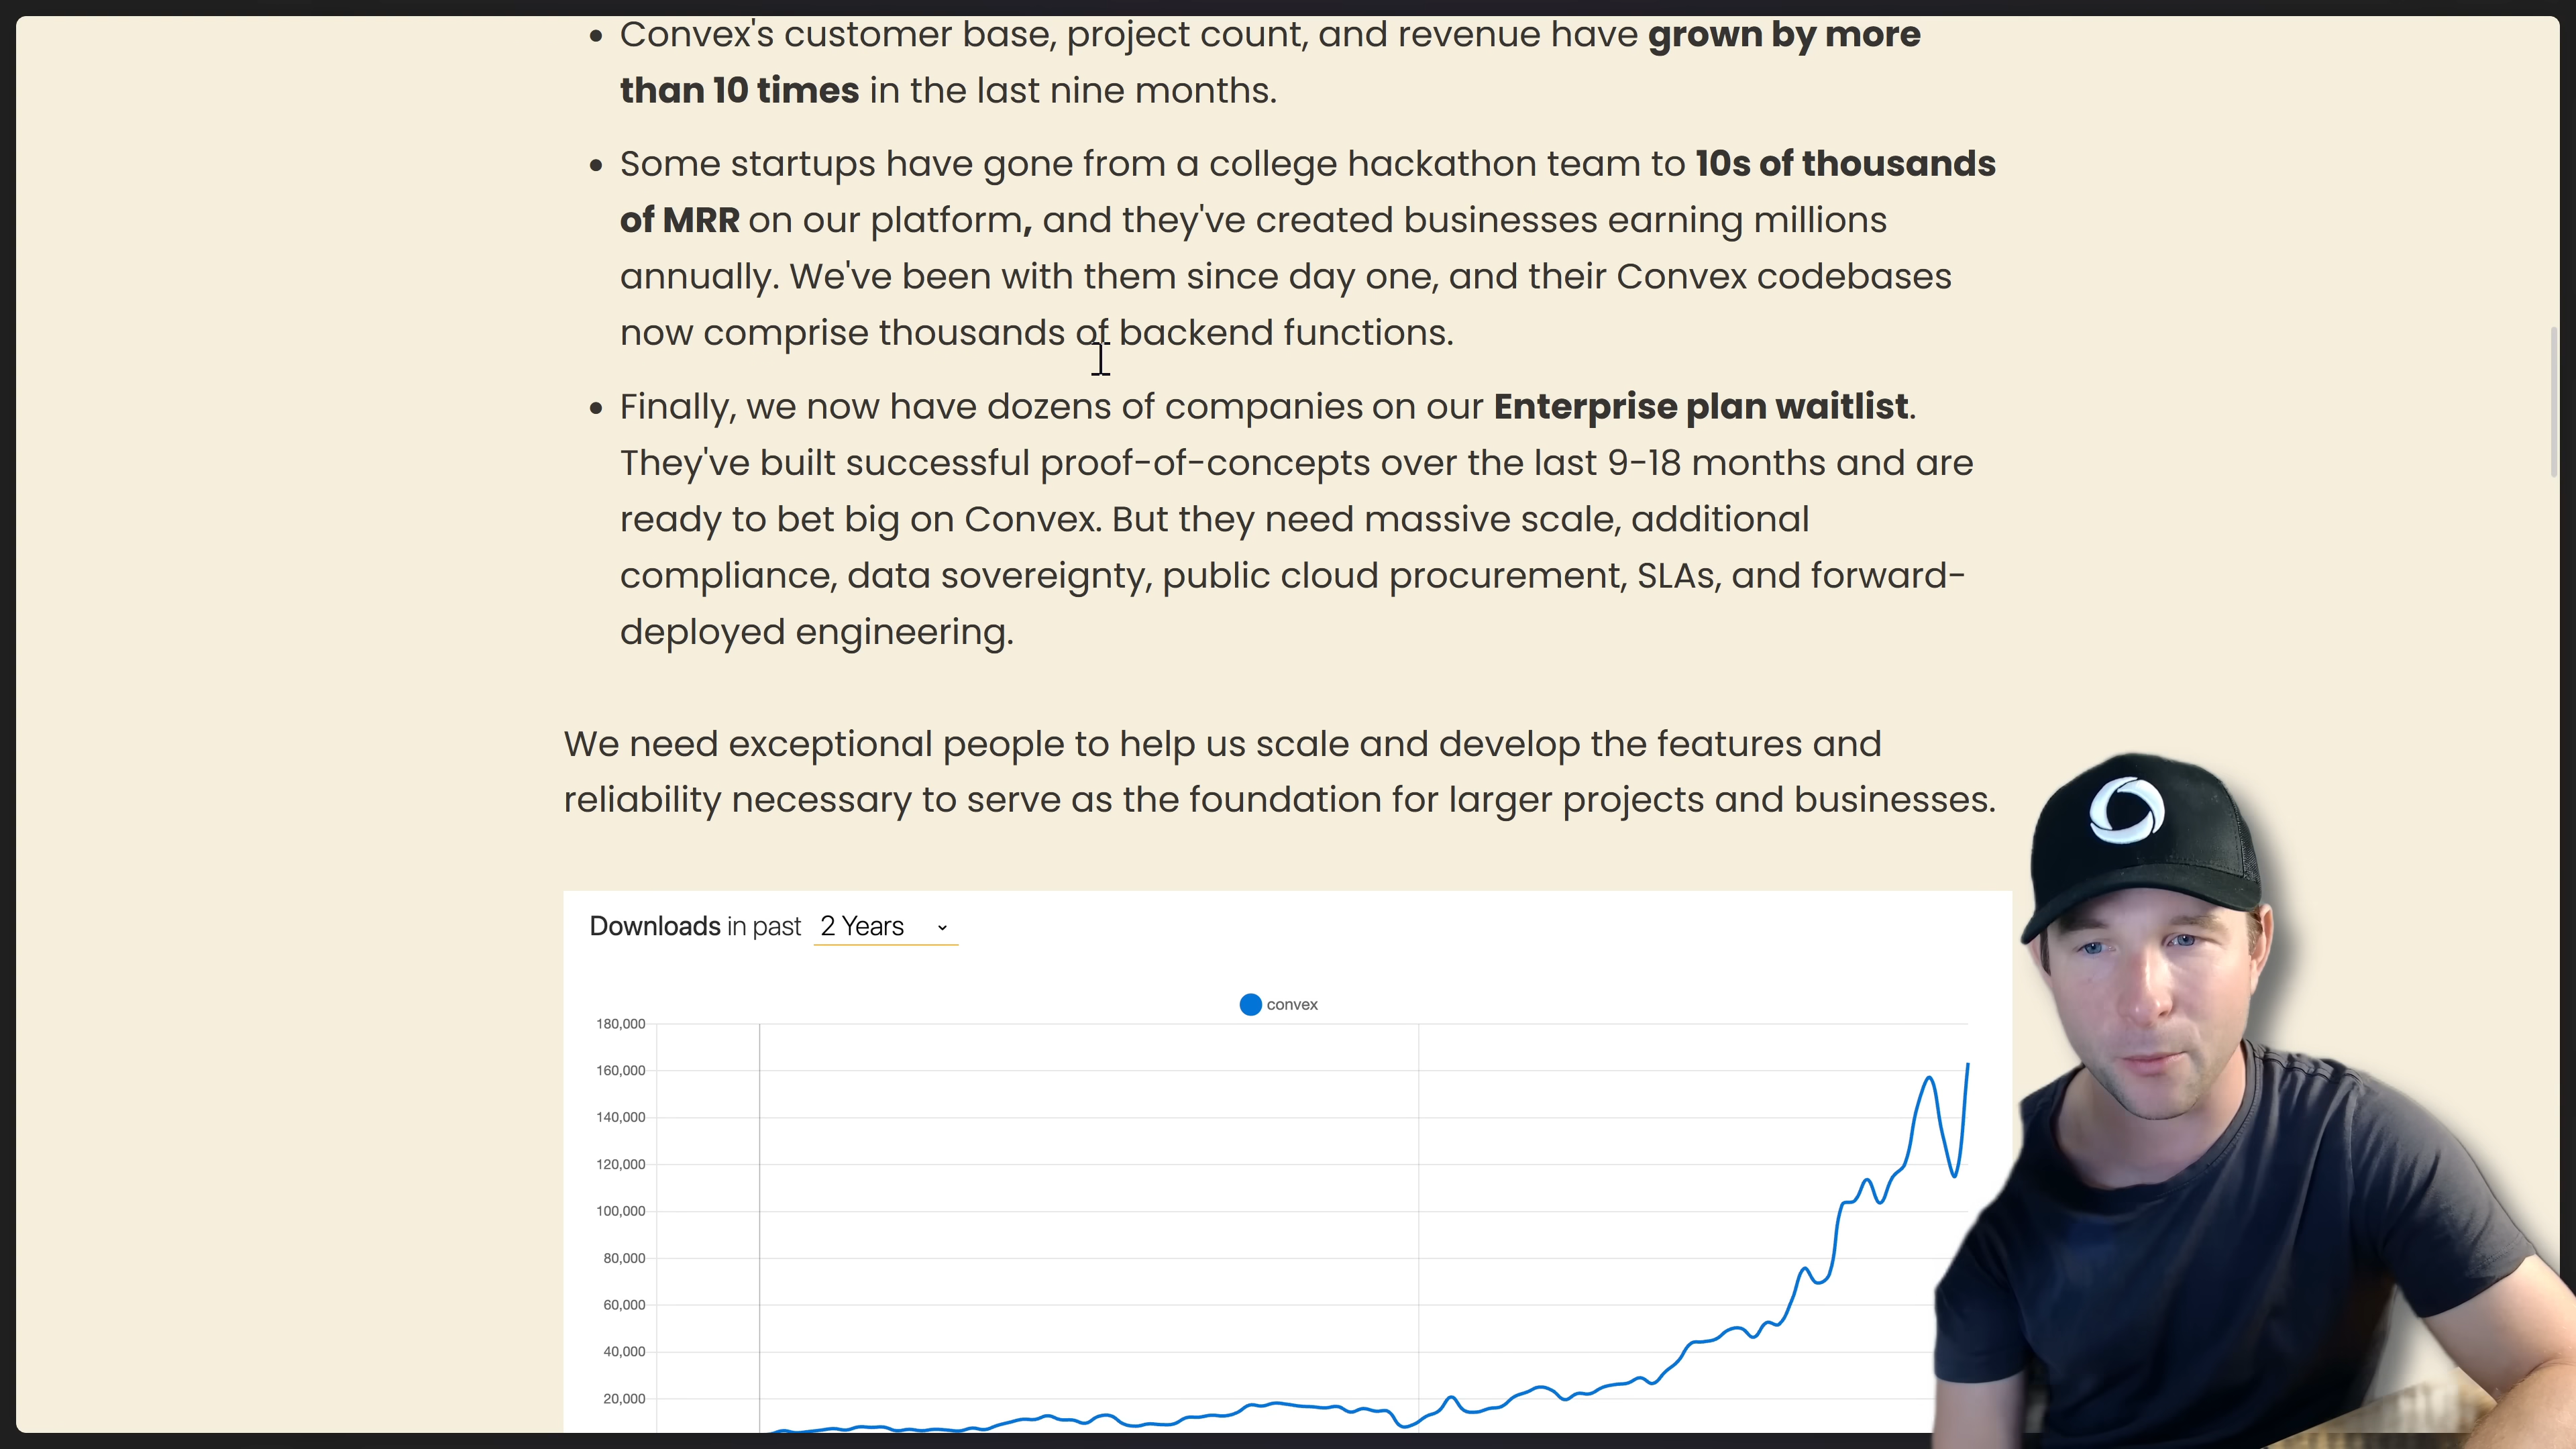 Convex's customer base, project count, and revenue have grown by more
than 10 times in the last nine months.
Some startups have gone from a college hackathon team to 10s of thousands
of MRR on our platform, and they've created businesses earning millions
annually. We've been with them since day one, and their Convex codebases
now comprise thousands of backend functions.
Finally, we now have dozens of companies on our Enterprise plan waitlist.
They've built successful proof-of-concepts over the last 9-18 months and are
ready to bet big on Convex. But they need massive scale, additional
compliance, data sovereignty, public cloud procurement, SLAs, and forward-
deployed engineering.
We need exceptional people to help us scale and develop the features and
reliability necessary to serve as the foundation for larger projects and businesses.
Downloads in past 2 Years
convex
180,000
160,000
140,000
120,000
100,000
80,000
60,000
40,000
20,000